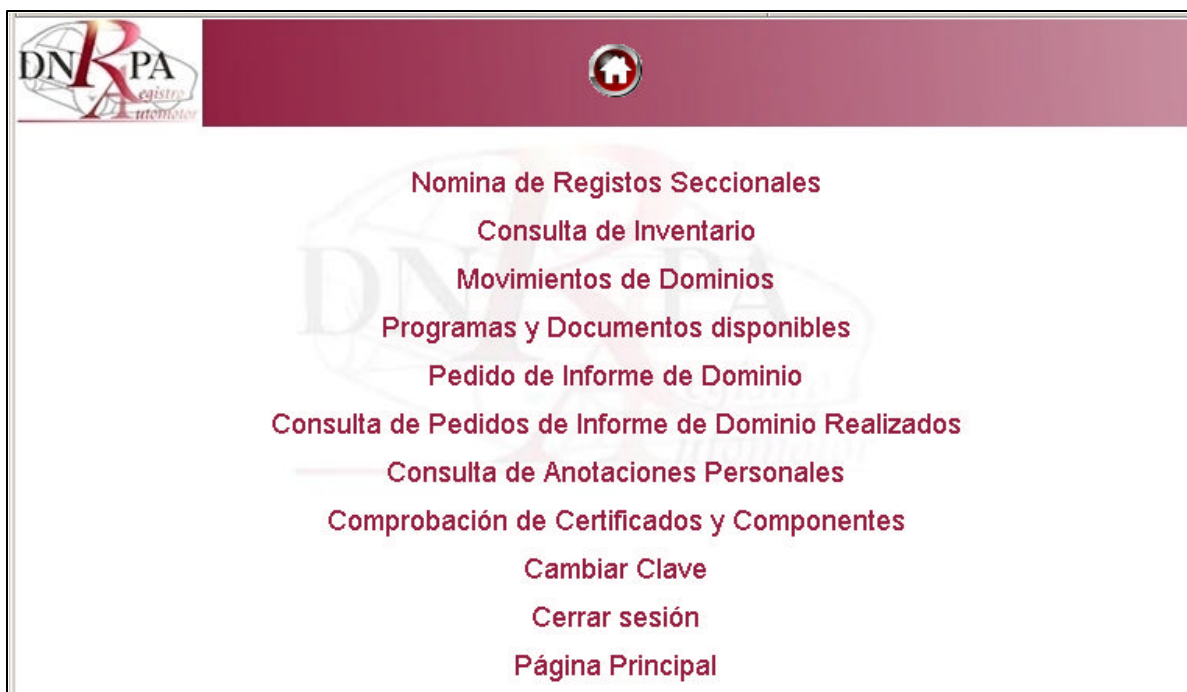 DNRPA
Registro
Automotor
Nomina de Registos Seccionales
Consulta de Inventario
Movimientos de Dominios
Programas y Documentos disponibles
Pedido de Informe de Dominio
Consulta de Pedidos de Informe de Dominio Realizados
Consulta de Anotaciones Personales
Comprobación de Certificados y Componentes
Cambiar Clave
Cerrar sesión
Página Principal